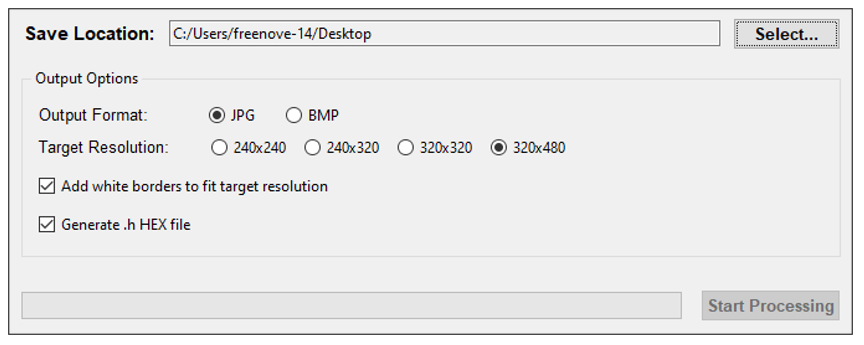 Save Location: C:/Users/freenove-14/Desktop Select...
Output Options
Output Format: JPG BMP
Target Resolution: 240x240 240x320 320x320 320x480
Add white borders to fit target resolution
Generate .h HEX file
Start Processing